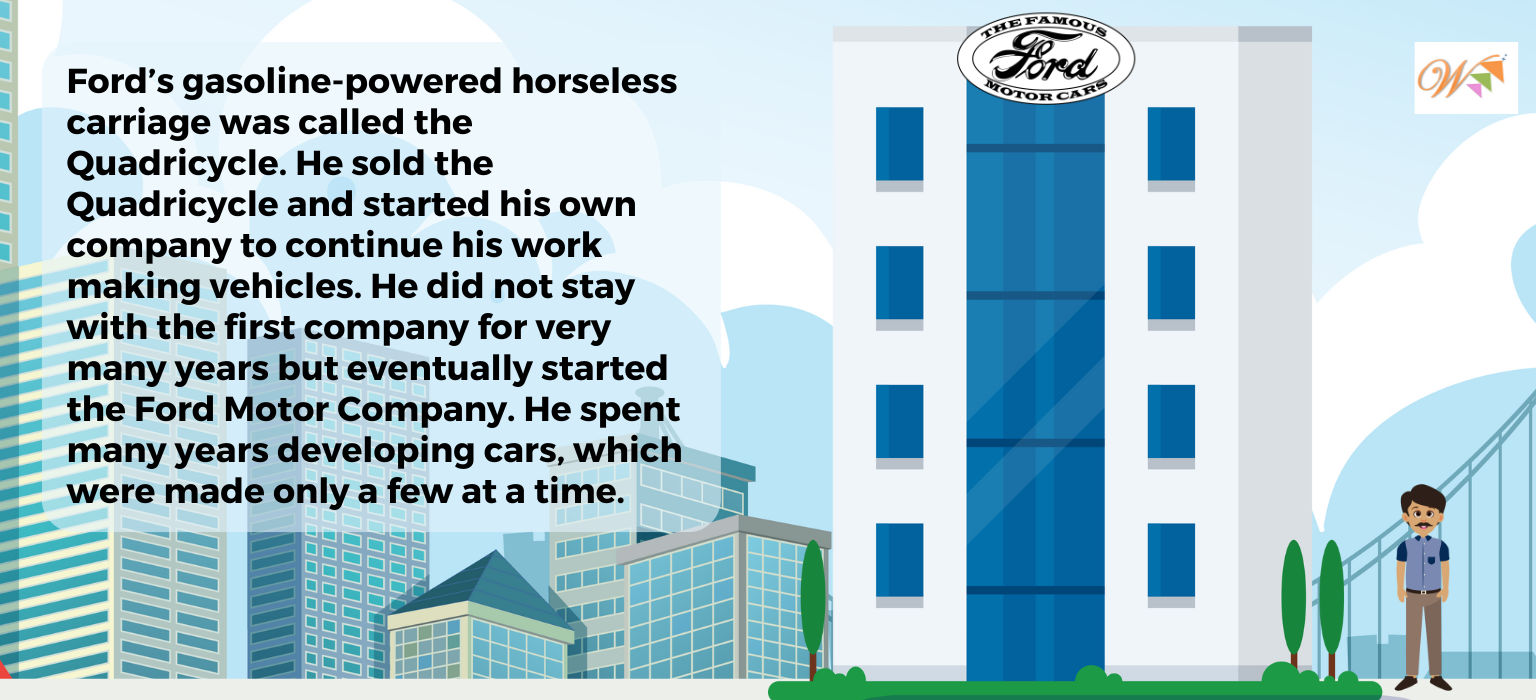 Ford’s gasoline-powered horseless
carriage was called the
Quadricycle. He sold the
Quadricycle and started his own
company to continue his work
making vehicles. He did not stay
with the first company for very
many years but eventually started
the Ford Motor Company. He spent
many years developing cars, which
were made only a few at a time.
THE FAMOUS
Ford
MOTOR CARS
W